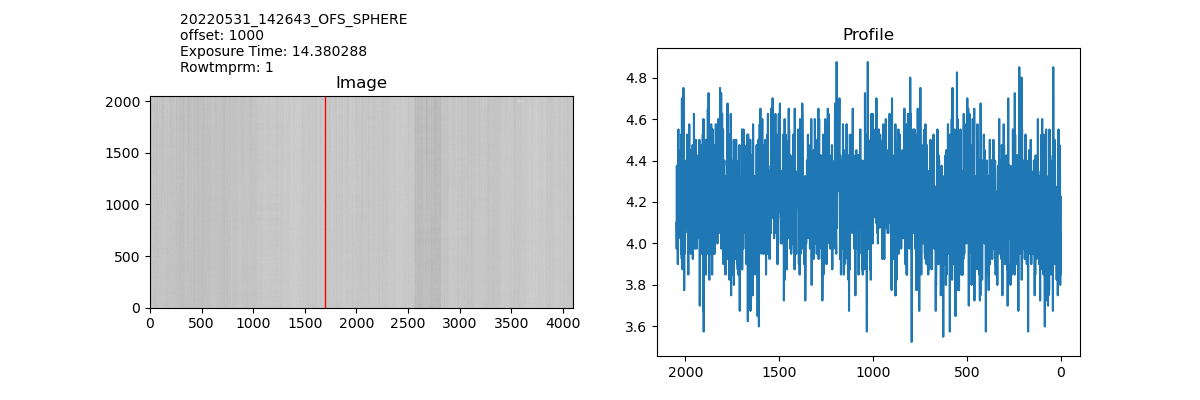 20220531_142643_OFS_SPHERE
offset: 1000
Exposure Time: 14.380288
Rowtmprm: 1
Image
2000
1500
1000
500
0
0 500 1000 1500 2000 2500 3000 3500 4000
Profile
4.8
4.6
4.4
4.2
4.0
3.8
3.6
2000 1500 1000 500 0